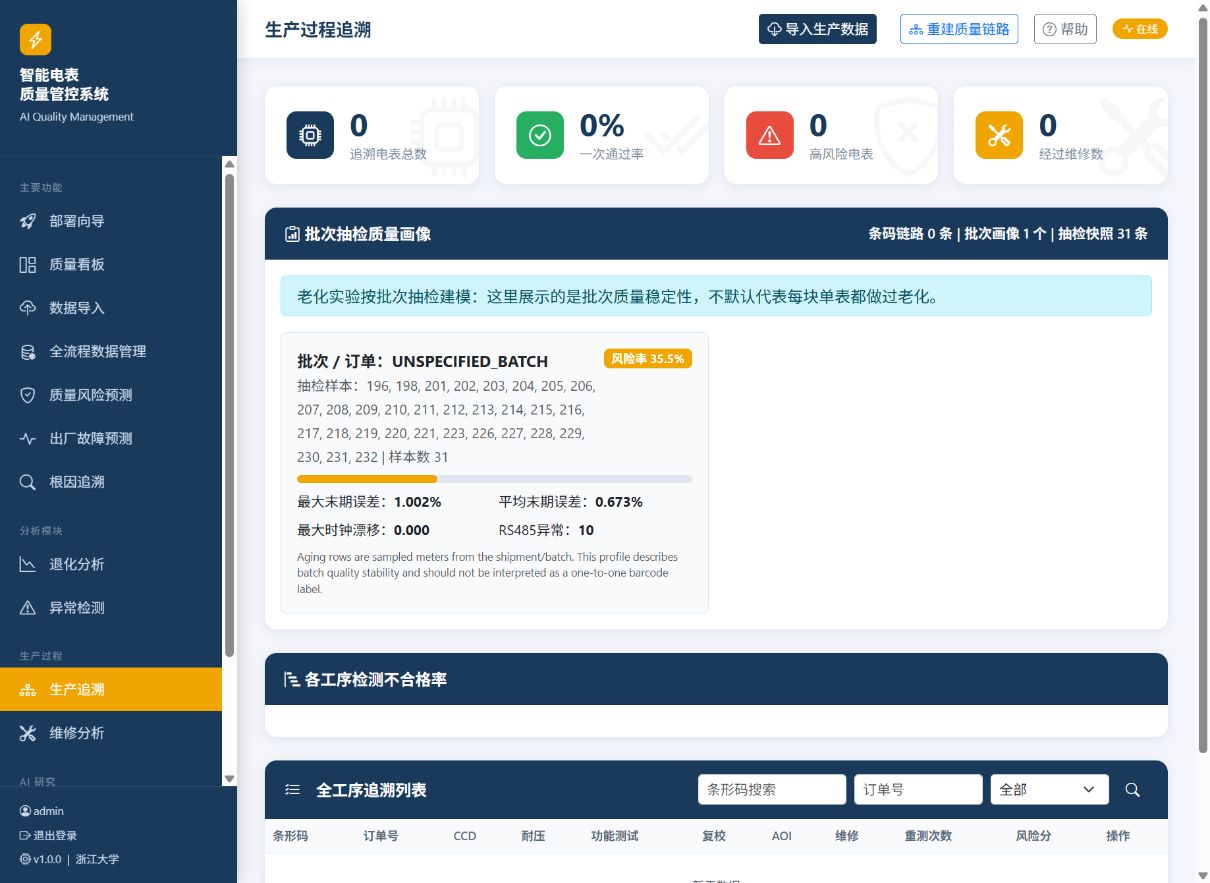 智能电表
质量管控系统
AI Quality Management
主要功能
部署向导
质量看板
数据导入
全流程数据管理
质量风险预测
出厂故障预测
根因追溯
分析模块
退化分析
异常检测
生产过程
生产追溯
维修分析
AI 研究
admin
退出登录
v1.0.0 | 浙江大学
生产过程追溯
导入生产数据
重建质量链路
帮助
在线
0
追溯电表总数
0%
一次通过率
0
高风险电表
0
经过维修数
批次抽检质量画像
条码链路 0 条 | 批次画像 1 个 | 抽检快照 31 条
老化实验按批次抽检建模：这里展示的是批次质量稳定性，不默认代表每块单表都做过老化。
批次 / 订单：UNSPECIFIED_BATCH
风险率 35.5%
抽检样本：196, 198, 201, 202, 203, 204, 205, 206,
207, 208, 209, 210, 211, 212, 213, 214, 215, 216,
217, 218, 219, 220, 221, 223, 226, 227, 228, 229,
230, 231, 232 | 样本数 31
最大末期误差：1.002%
平均末期误差：0.673%
最大时钟漂移：0.000
RS485异常：10
Aging rows are sampled meters from the shipment/batch. This profile describes
batch quality stability and should not be interpreted as a one-to-one barcode
label.
各工序检测不合格率
全工序追溯列表
条形码搜索
订单号
全部
条形码 订单号 CCD 耐压 功能测试 复校 AOI 维修 重测次数 风险分 操作